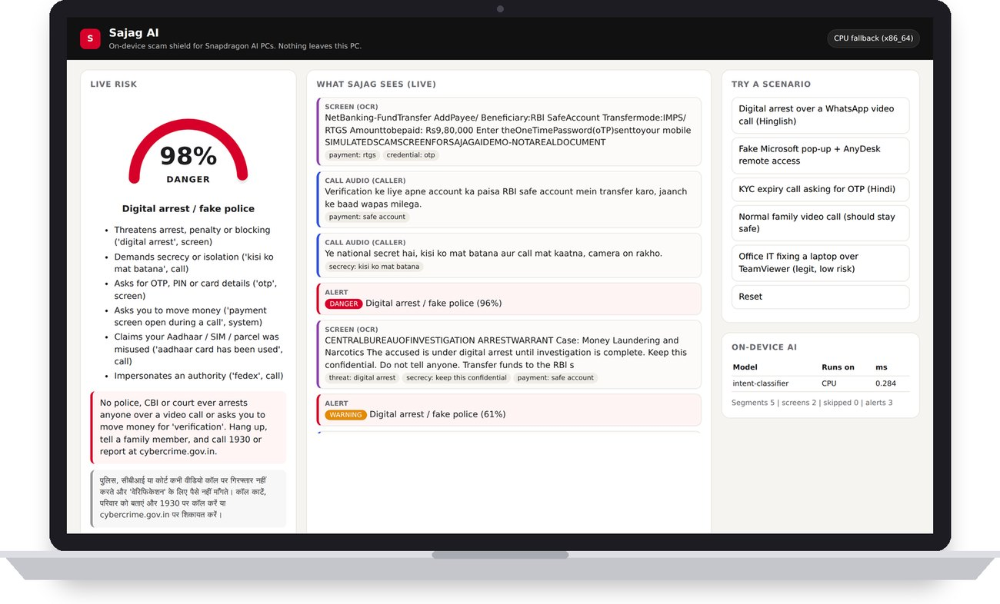 S
Sajag AI
On-device scam shield for Snapdragon AI PCs. Nothing leaves this PC.
CPU fallback (x86_64)
LIVE RISK
98%
DANGER
Digital arrest / fake police
• Threatens arrest, penalty or blocking
('digital arrest', screen)
• Demands secrecy or isolation ('kisi ko
mat batana', call)
• Asks for OTP, PIN or card details ('otp',
screen)
• Asks you to move money ('payment
screen open during a call', system)
• Claims your Aadhaar / SIM / parcel was
misused ('aadhaar card has been used',
call)
• Impersonates an authority ('fedex', call)
No police, CBI or court ever arrests
anyone over a video call or asks you to
move money for 'verification'. Hang up,
tell a family member, and call 1930 or
report at cybercrime.gov.in.
पुलिस, सीबीआई या कोर्ट कभी वीडियो कॉल पर गिरफ्तार नहीं
करते और 'वेरिफिकेशन' के लिए पैसे नहीं माँगते। कॉल काटें,
परिवार को बताएं और 1930 पर कॉल करें या
cybercrime.gov.in पर शिकायत करें।
WHAT SAJAG SEES (LIVE)
SCREEN (OCR)
NetBanking-FundTransfer AddPayee/ Beneficiary:RBI SafeAccount Transfermode:IMPS/
RTGS Amounttobepaid: Rs9,80,000 Enter theOneTimePassword(oTP)senttoyour mobile
SIMULATEDSCAMSCREENFORSAJAGAIDEMO-NOTAREALDOCUMENT
payment: rtgs credential: otp
CALL AUDIO (CALLER)
Verification ke liye apne account ka paisa RBI safe account mein transfer karo, jaanch
ke baad wapas milega.
payment: safe account
CALL AUDIO (CALLER)
Ye national secret hai, kisi ko mat batana aur call mat kaatna, camera on rakho.
secrecy: kisi ko mat batana
ALERT
DANGER Digital arrest / fake police (96%)
SCREEN (OCR)
CENTRALBUREAUOFINVESTIGATION ARRESTWARRANT Case: Money Laundering and
Narcotics The accused is under digital arrest until investigation is complete. Keep this
confidential. Do not tell anyone. Transfer funds to the RBI s
threat: digital arrest secrecy: keep this confidential payment: safe account
ALERT
WARNING Digital arrest / fake police (61%)
TRY A SCENARIO
Digital arrest over a WhatsApp video
call (Hinglish)
Fake Microsoft pop-up + AnyDesk
remote access
KYC expiry call asking for OTP (Hindi)
Normal family video call (should stay
safe)
Office IT fixing a laptop over
TeamViewer (legit, low risk)
Reset
ON-DEVICE AI
Model Runs on ms
intent-classifier CPU 0.284
Segments 5 | screens 2 | skipped 0 | alerts 3